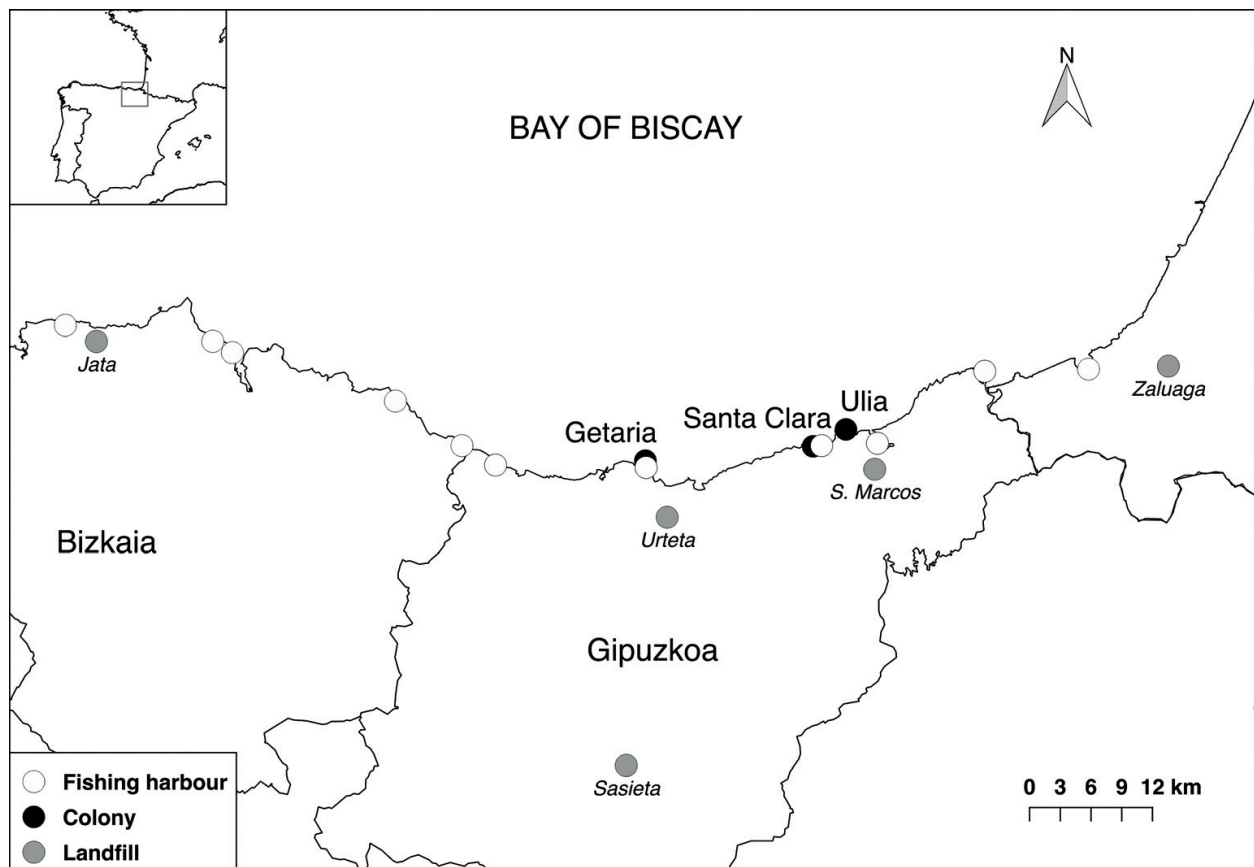 N
BAY OF BISCAY
Jata
Zaluaga
Ulia
Santa Clara
Getaria
S. Marcos
Urteta
Bizkaia
Gipuzkoa
Sasieta
Fishing harbour
Colony
Landfill
0 3 6 9 12 km